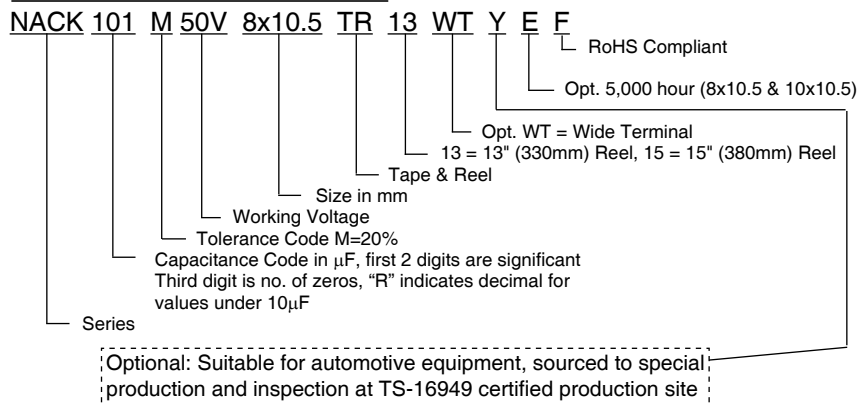 NACK 101 M 50V 8x10.5 TR 13 WT Y E F
RoHS Compliant
Opt. 5,000 hour (8x10.5 & 10x10.5)
Opt. WT = Wide Terminal
13 = 13" (330mm) Reel, 15 = 15" (380mm) Reel
Tape & Reel
Size in mm
Working Voltage
Tolerance Code M=20%
Capacitance Code in μF, first 2 digits are significant
Third digit is no. of zeros, “R” indicates decimal for
values under 10μF
Series
Optional: Suitable for automotive equipment, sourced to special
production and inspection at TS-16949 certified production site